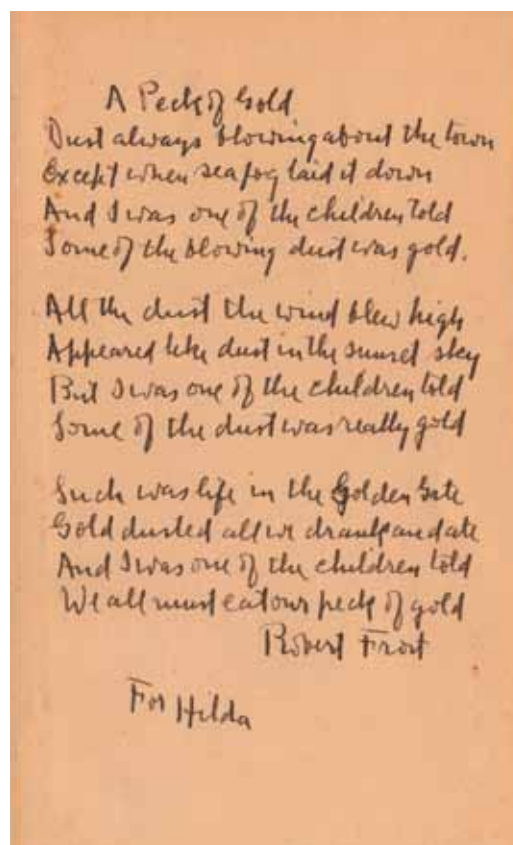 A Peck of Gold
Dust always blowing about the town
Except when sea fog laid it down
And I was one of the children told
Some of the blowing dust was gold.
All the dust the wind blew high
Appeared like dust in the sunset sky
But I was one of the children told
Some of the dust was really gold
Such was life in the Golden Gate
Gold dusted all we drank and ate
And I was one of the children told
We all must eat our peck of gold
Robert Frost
For Hilda